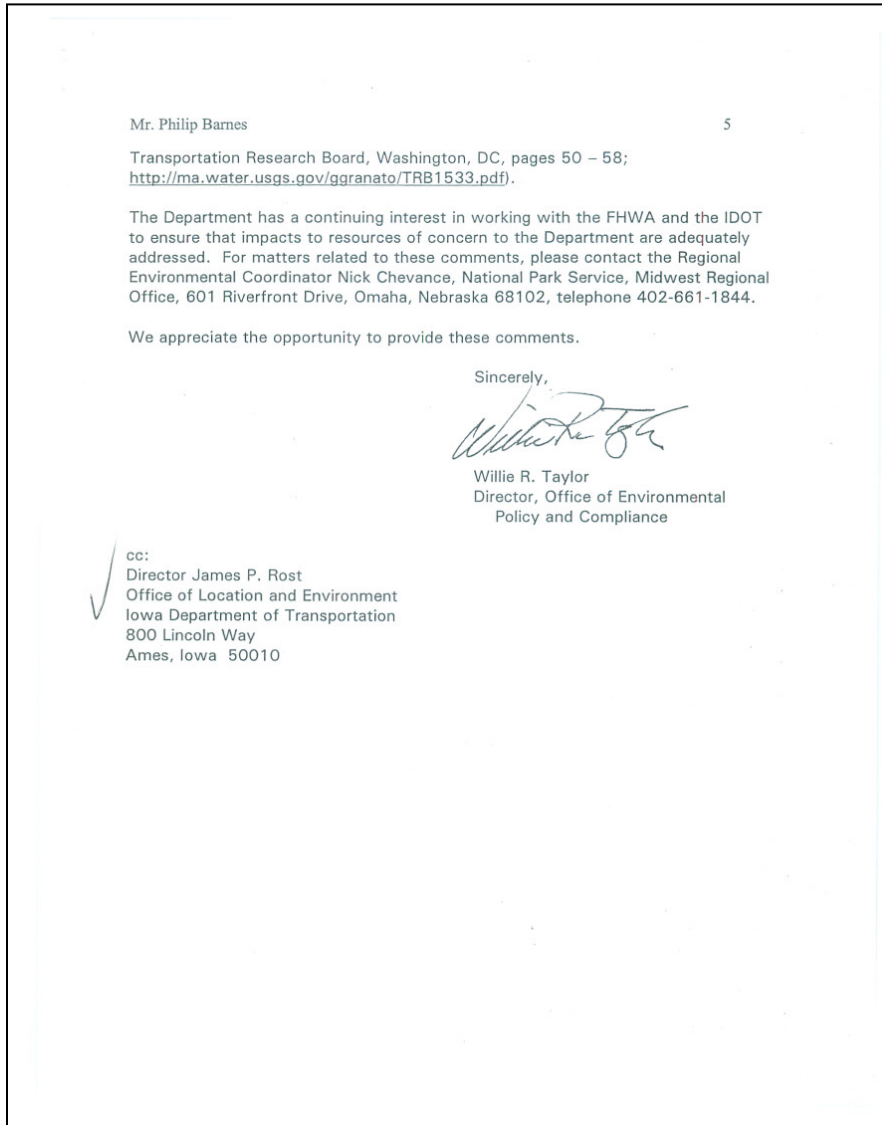 Mr. Philip Barnes 5
Transportation Research Board, Washington, DC, pages 50 – 58;
http://ma.water.usgs.gov/ggranato/TRB1533.pdf).
The Department has a continuing interest in working with the FHWA and the IDOT
to ensure that impacts to resources of concern to the Department are adequately
addressed. For matters related to these comments, please contact the Regional
Environmental Coordinator Nick Chevance, National Park Service, Midwest Regional
Office, 601 Riverfront Drive, Omaha, Nebraska 68102, telephone 402-661-1844.
We appreciate the opportunity to provide these comments.
Sincerely,
Willie R. Taylor
Director, Office of Environmental
Policy and Compliance
cc:
Director James P. Rost
Office of Location and Environment
Iowa Department of Transportation
800 Lincoln Way
Ames, Iowa 50010